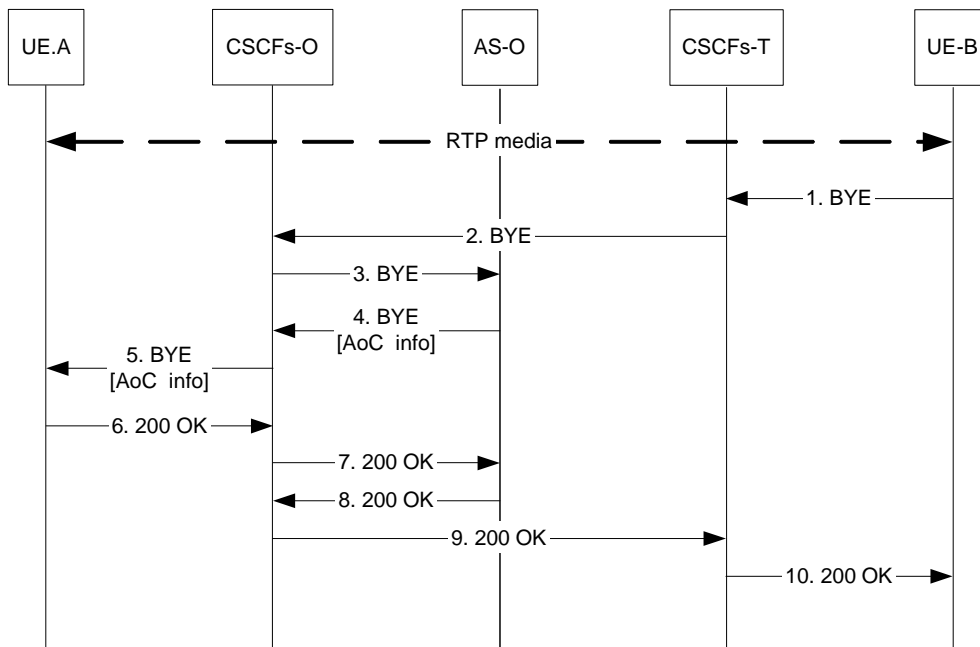 UE.A
CSCFs-O
AS-O
CSCFs-T
UE-B
RTP media
1. BYE
2. BYE
3. BYE
4. BYE
[AoC info]
5. BYE
[AoC info]
6. 200 OK
7. 200 OK
8. 200 OK
9. 200 OK
10. 200 OK